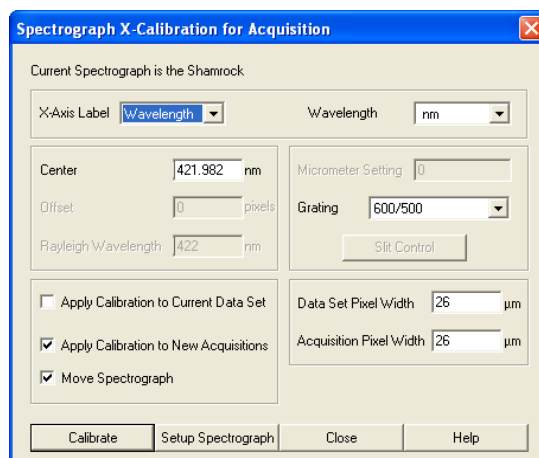 Spectrograph X-Calibration for Acquisition
Current Spectrograph is the Shamrock
X-Axis Label Wavelength Wavelength nm
Center 421.982 nm
Micrometer Setting 0
Offset 0 pixels
Grating 600/500
Rayleigh Wavelength 422 nm
Slit Control
Apply Calibration to Current Data Set
Data Set Pixel Width 26 µm
Apply Calibration to New Acquisitions
Acquisition Pixel Width 26 µm
Move Spectrograph
Calibrate Setup Spectrograph Close Help